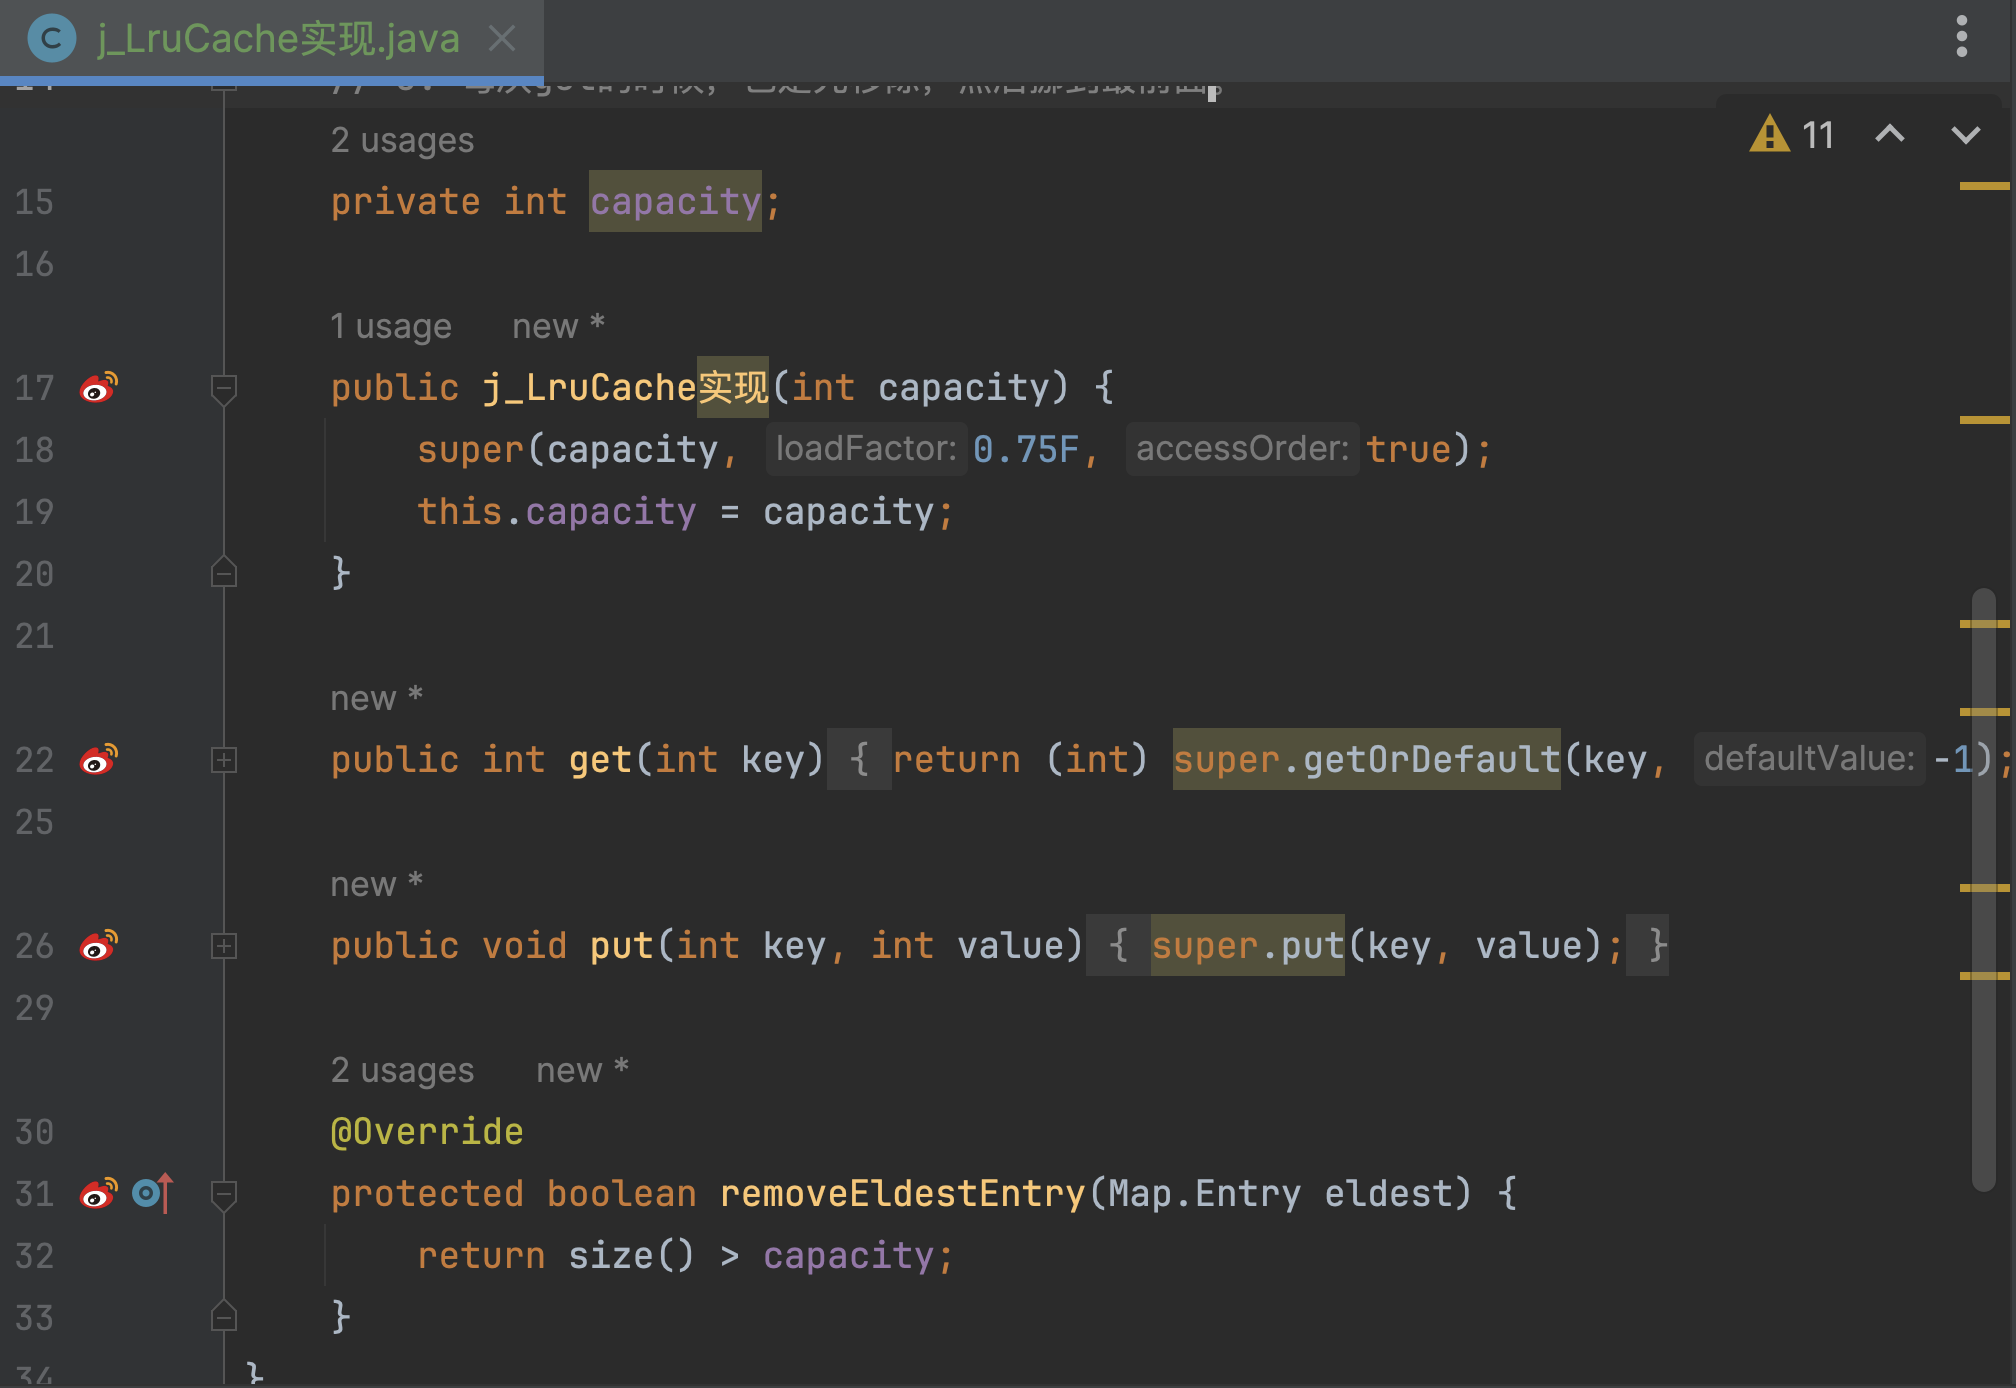 j_LruCache实现.java
2 usages
11
15 private int capacity;
16
1 usage new *
17 public j_LruCache实现(int capacity) {
18 super(capacity, loadFactor: 0.75F, accessOrder: true);
19 this.capacity = capacity;
20 }
21
new *
22 public int get(int key) { return (int) super.getOrDefault(key, defaultValue: -1);
25
new *
26 public void put(int key, int value) { super.put(key, value); }
29
2 usages new *
30 @Override
31 protected boolean removeEldestEntry(Map.Entry eldest) {
32 return size() > capacity;
33 }
34 }